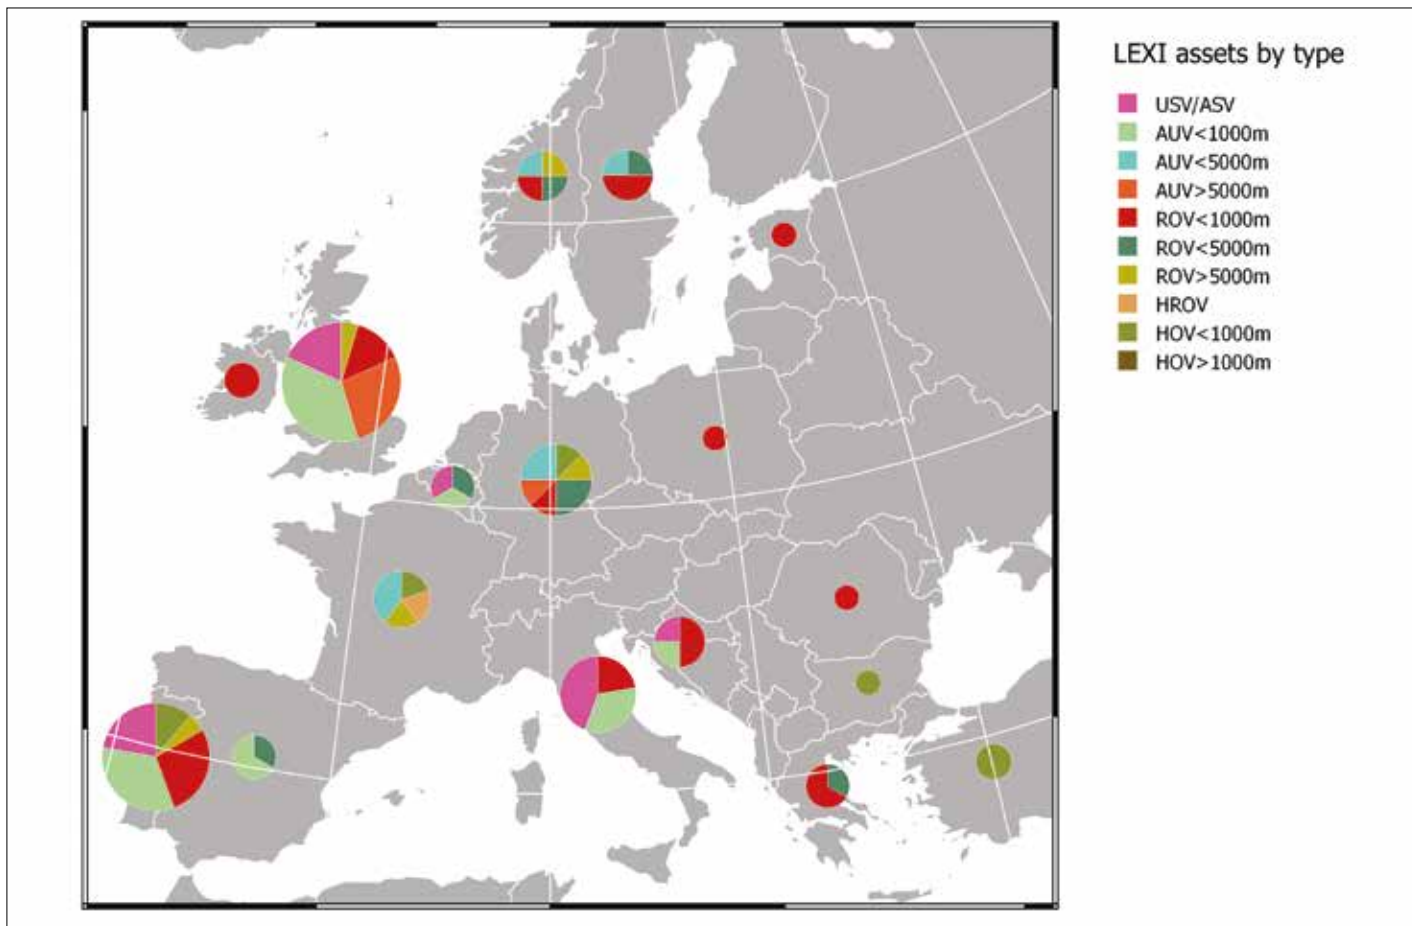 LEXI assets by type
USV/ASV
AUV<1000m
AUV<5000m
AUV>5000m
ROV<1000m
ROV<5000m
ROV>5000m
HROV
HOV<1000m
HOV>1000m